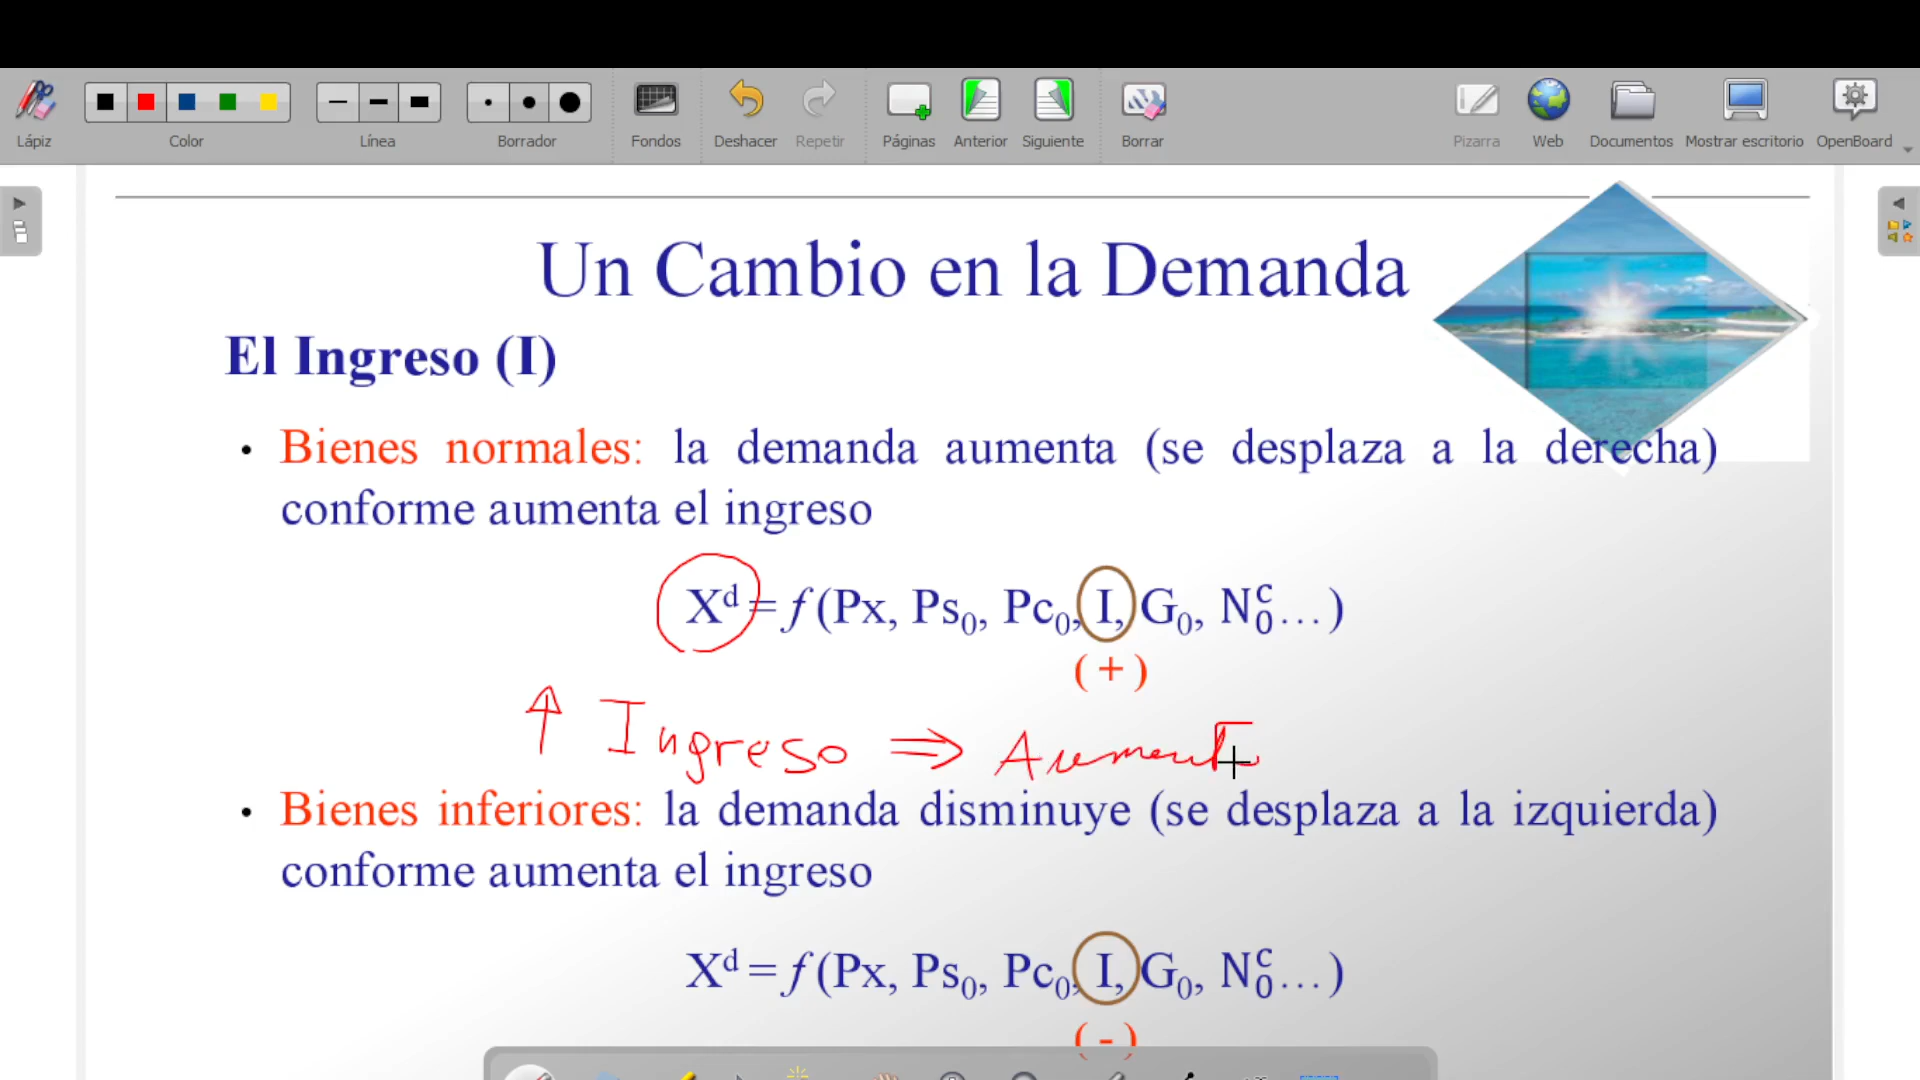 Lápiz
Color
Línea
Borrador
Fondos
Deshacer
Repetir
Páginas
Anterior
Siguiente
Borrar
Pizarra
Web
Documentos
Mostrar escritorio
OpenBoard
Un Cambio en la Demanda
El Ingreso (I)
• Bienes normales: la demanda aumenta (se desplaza a la derecha)
conforme aumenta el ingreso
Xᵈ = f (Px, Ps₀, Pc₀, I, G₀, N₀ᶜ...)
(+)
↑ Ingreso ⇒ Aument
• Bienes inferiores: la demanda disminuye (se desplaza a la izquierda)
conforme aumenta el ingreso
Xᵈ = f (Px, Ps₀, Pc₀, I, G₀, N₀ᶜ...)
(-)